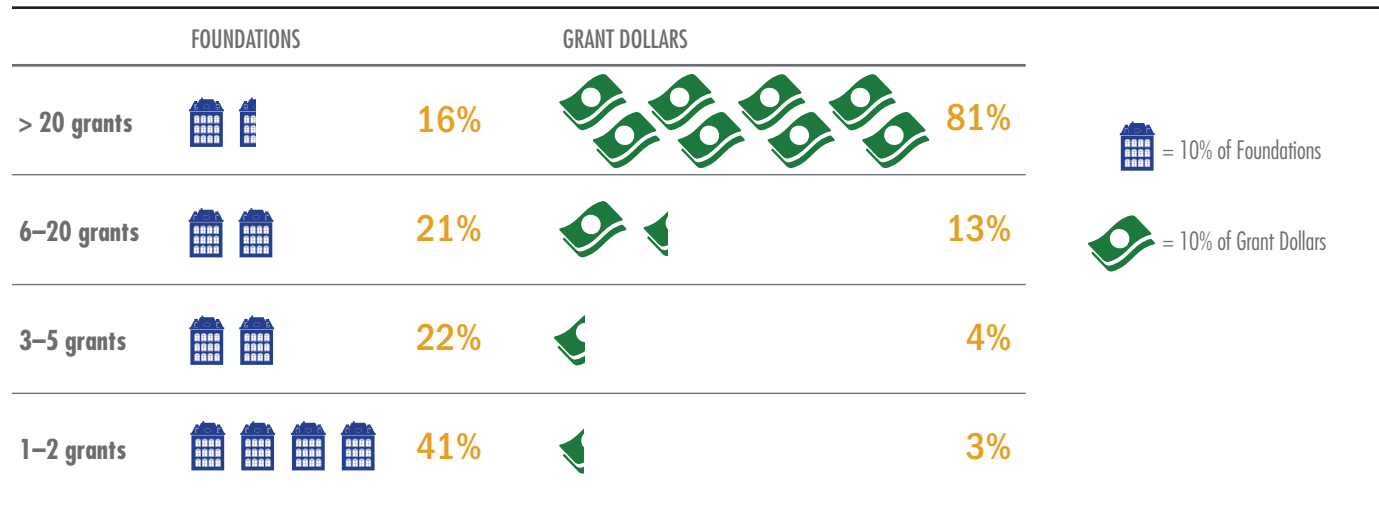 FOUNDATIONS GRANT DOLLARS
> 20 grants 16% 81%
6–20 grants 21% 13%
3–5 grants 22% 4%
1–2 grants 41% 3%
= 10% of Foundations
= 10% of Grant Dollars